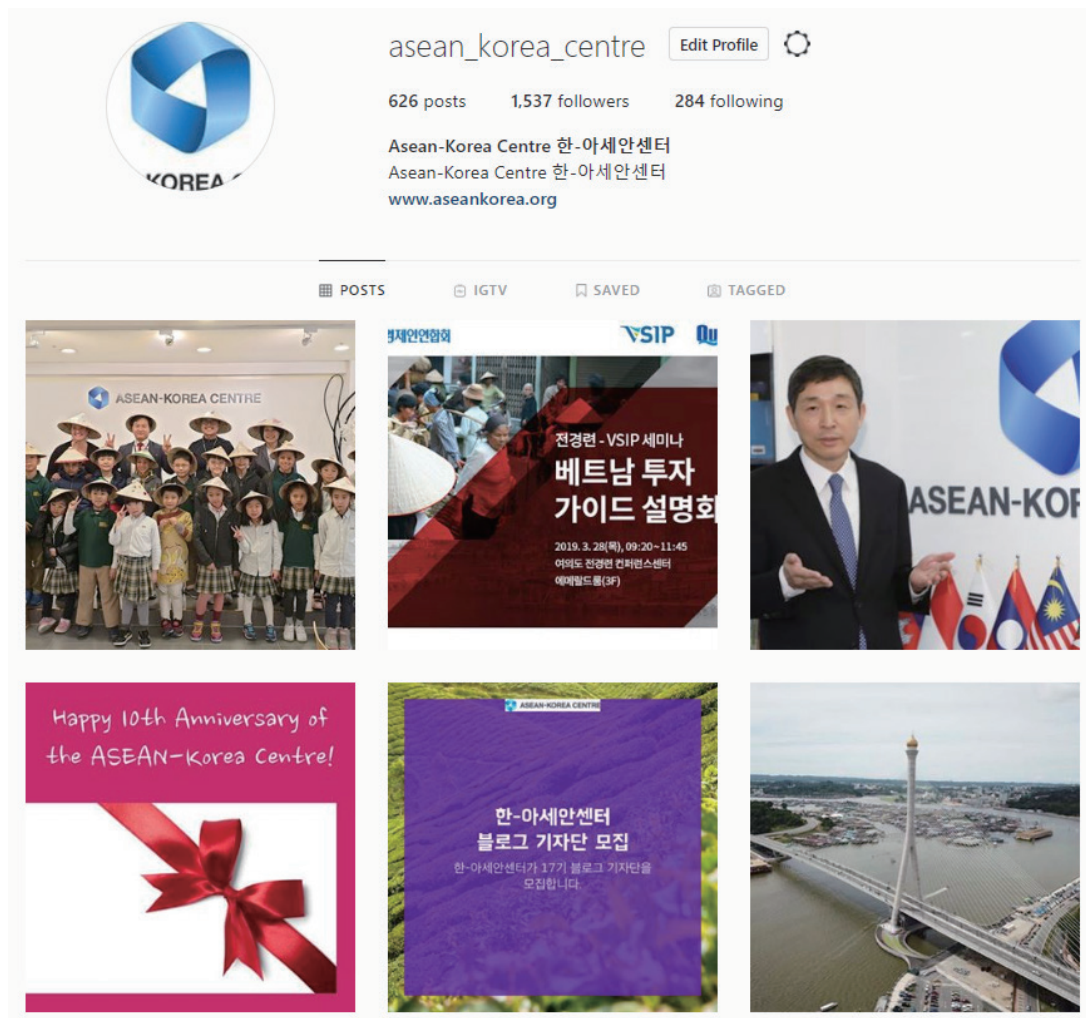 asean_korea_centre Edit Profile
626 posts 1,537 followers 284 following
Asean-Korea Centre 한-아세안센터
Asean-Korea Centre 한-아세안센터
www.aseankorea.org
KOREA
POSTS IGTV SAVED TAGGED
ASEAN-KOREA CENTRE
경제인연합회 VSIP Qu
전경련 - VSIP 세미나
베트남 투자
가이드 설명회
2019. 3. 28(목), 09:20~11:45
여의도 전경련 컨퍼런스센터
에메랄드룸(3F)
ASEAN-KOR
Happy 10th Anniversary of
the ASEAN-Korea Centre!
ASEAN-KOREA CENTRE
한-아세안센터
블로그 기자단 모집
한-아세안센터가 17기 블로그 기자단을
모집합니다.